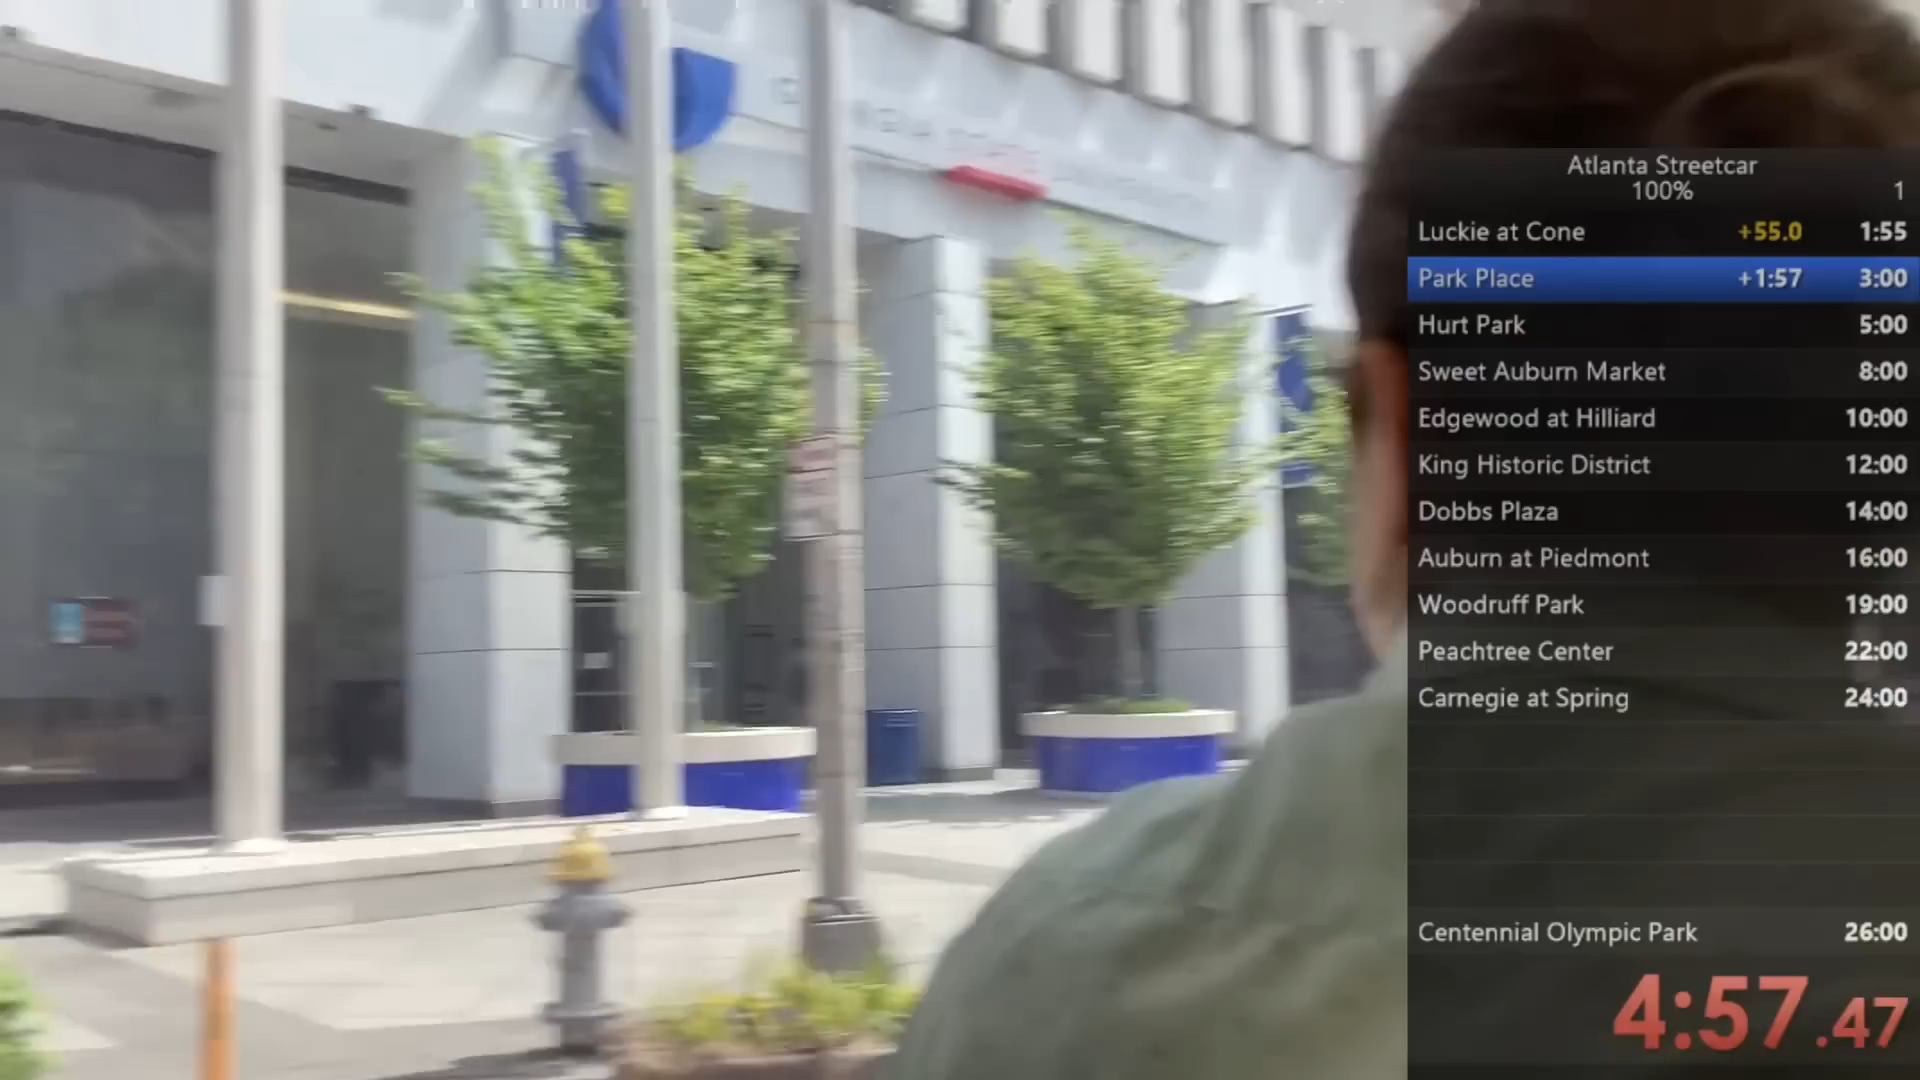 Atlanta Streetcar
100% 1
Luckie at Cone +55.0 1:55
Park Place +1:57 3:00
Hurt Park 5:00
Sweet Auburn Market 8:00
Edgewood at Hilliard 10:00
King Historic District 12:00
Dobbs Plaza 14:00
Auburn at Piedmont 16:00
Woodruff Park 19:00
Peachtree Center 22:00
Carnegie at Spring 24:00
Centennial Olympic Park 26:00
4:57.47